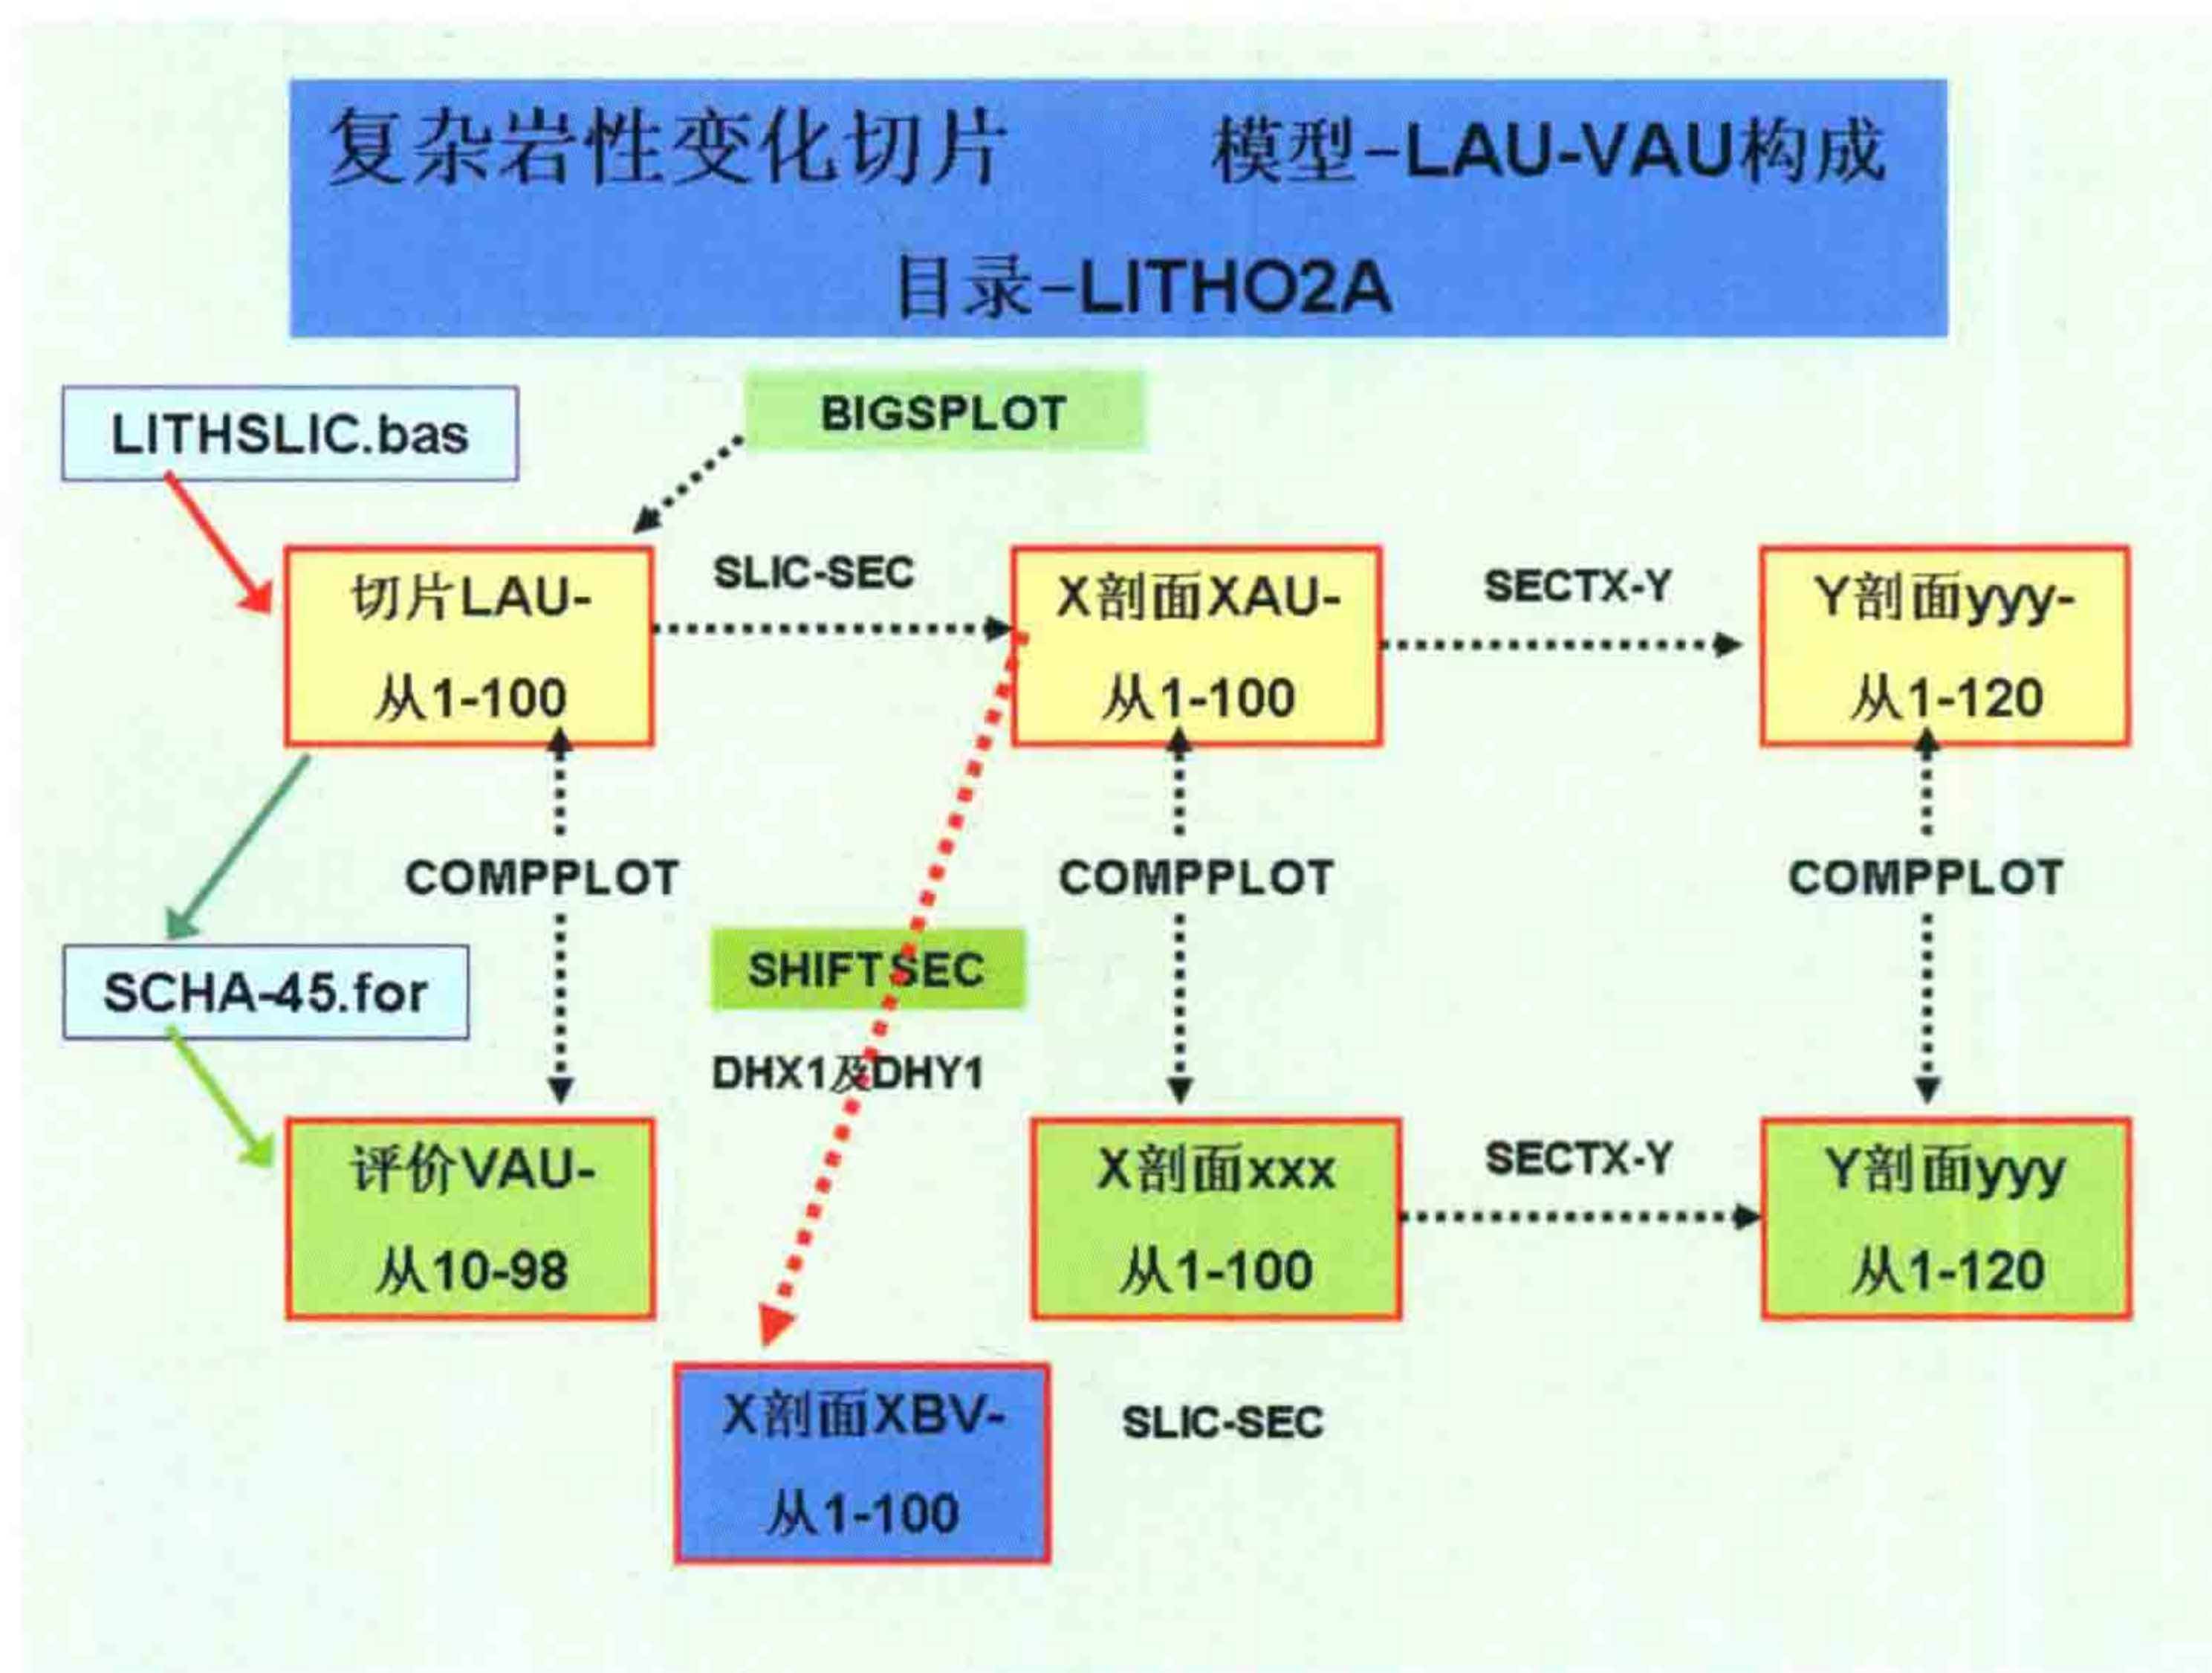 复杂岩性变化切片 模型-LAU-VAU构成
目录-LITHO2A
LITHSLIC.bas
BIGSPLOT
切片LAU-
从1-100
SLIC-SEC
X剖面XAU-
从1-100
SECTX-Y
Y剖面yyy-
从1-120
COMPPLOT
COMPPLOT
COMPPLOT
SCHA-45.for
SHIFTSEC
DHX1及DHY1
评价VAU-
从10-98
X剖面xxx
从1-100
SECTX-Y
Y剖面yyy
从1-120
X剖面XBV-
从1-100
SLIC-SEC